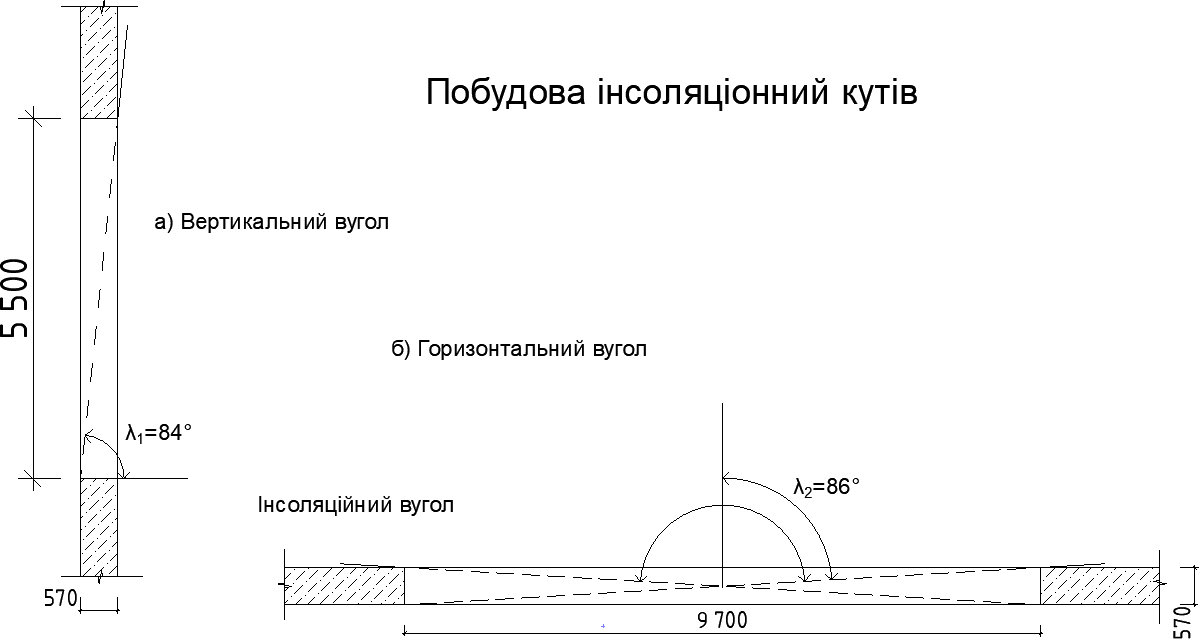 Побудова інсоляціонний кутів
а) Вертикальний вугол
5 500
б) Горизонтальний вугол
λ₁=84°
λ₂=86°
Інсоляційний вугол
570
9 700
570